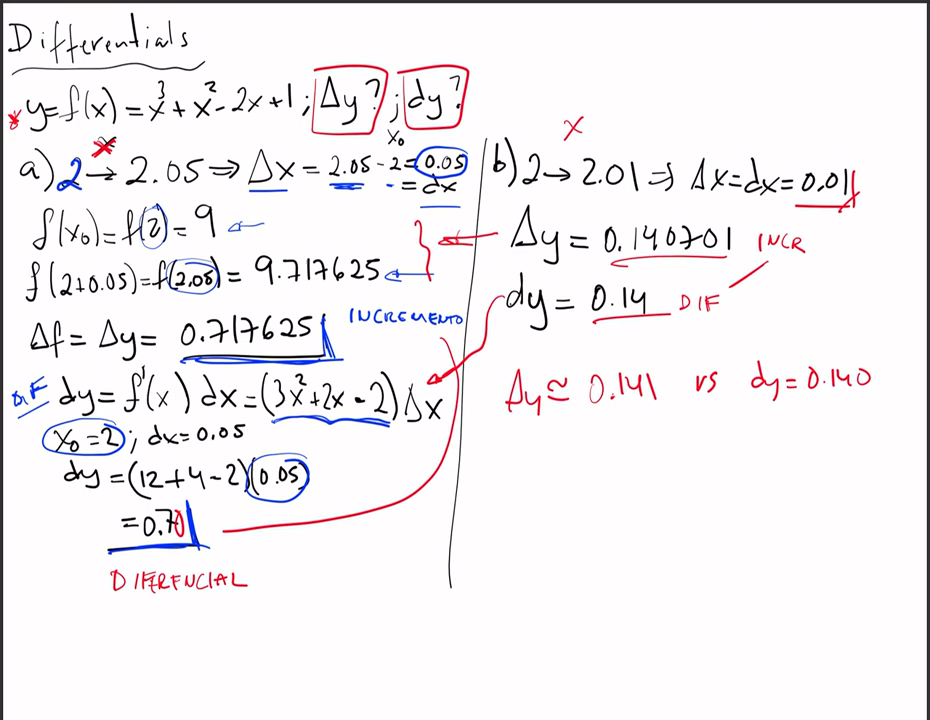 Differentials
* y = f(x) = x³ + x² - 2x + 1 ; Δy? ; dy?
x x₀
a) 2 → 2.05 ⇒ Δx = 2.05 - 2 = 0.05
= dx
f(x₀) = f(2) = 9 ←
f(2+0.05) = f(2.05) = 9.717625 ←
Δf = Δy = 0.717625 INCREMENTO
DIF dy = f'(x) dx = (3x² + 2x - 2) Δx
x₀ = 2 ; dx = 0.05
dy = (12 + 4 - 2)(0.05)
= 0.70
DIFERENCIAL
x
b) 2 → 2.01 ⇒ Δx = dx = 0.01
Δy = 0.140701 INCR
dy = 0.14 DIF
Δy ≅ 0.141 vs dy = 0.140